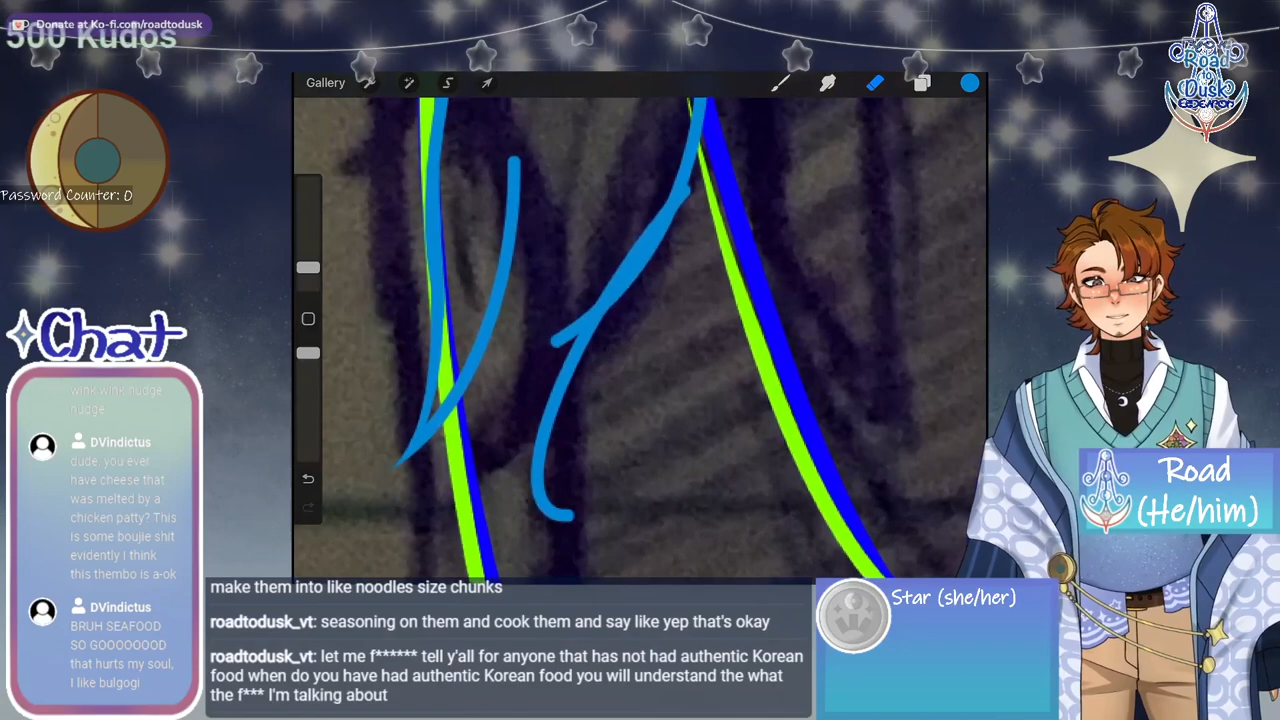 Donate at Ko-fi.com/roadtodusk
500 Kudos
Road
to
Dusk
Gallery
Password Counter: 0
Chat
wink wink nudge
nudge
DVindictus
dude, you ever
have cheese that
was melted by a
chicken patty? This
is some boujie shit
evidently I think
this thembo is a-ok
DVindictus
BRUH SEAFOOD
SO GOOOOOOOD
that hurts my soul,
I like bulgogi
make them into like noodles size chunks
roadtodusk_vt: seasoning on them and cook them and say like yep that's okay
roadtodusk_vt: let me f****** tell y'all for anyone that has not had authentic Korean
food when do you have had authentic Korean food you will understand the what
the f*** I'm talking about
Star (she/her)
Road
(He/him)